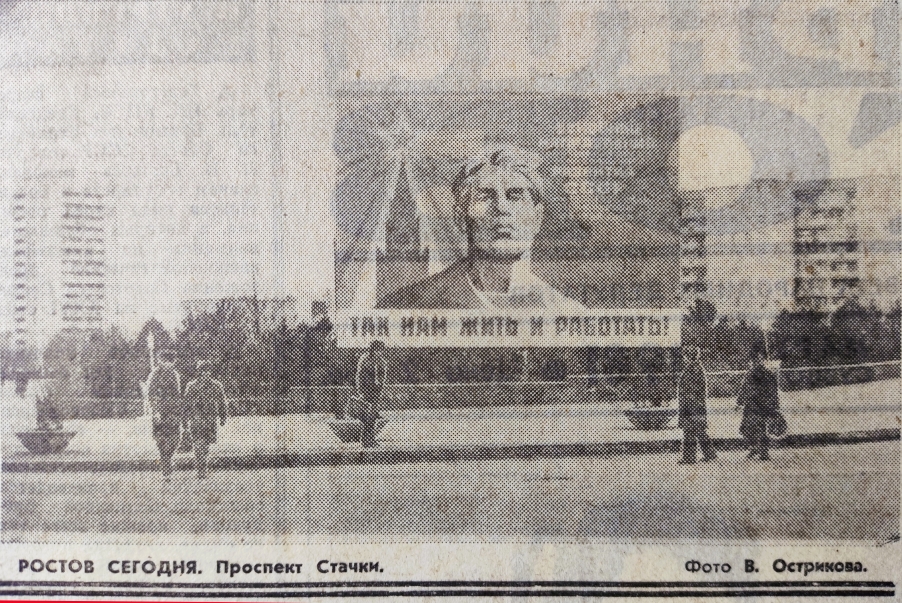 ТАК НАМ ЖИТЬ И РАБОТАТЬ!
РОСТОВ СЕГОДНЯ. Проспект Стачки.
Фото В. Острикова.